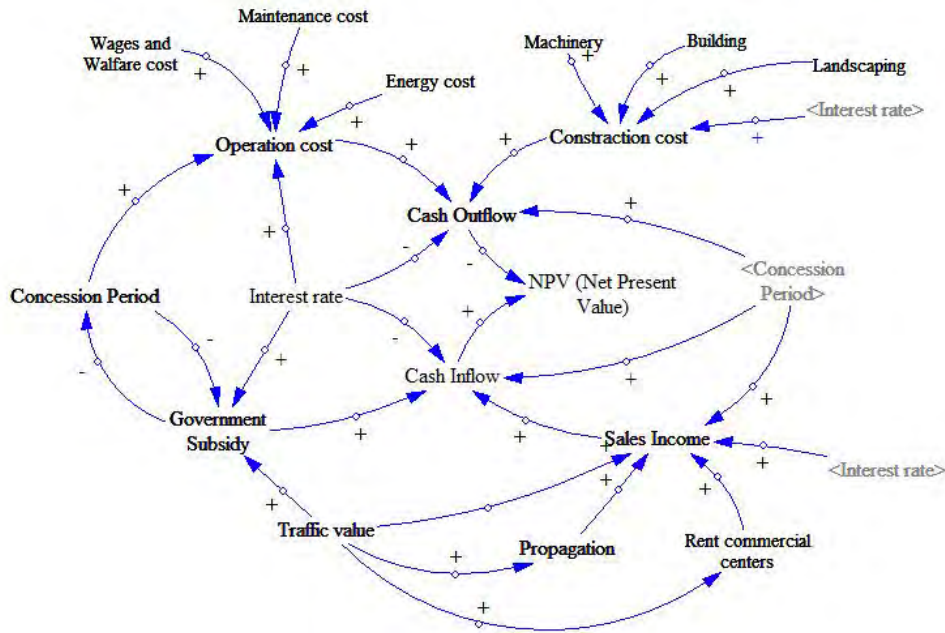 Maintenance cost
Wages and
Walfare cost
Machinery
Building
Landscaping
+
+
+
+
+
Energy cost
+
<Interest rate>
Operation cost
+
+
Constraction cost
+
+
+
Cash Outflow
+
-
-
<Concession
Period>
Concession Period
Interest rate
NPV (Net Present
Value)
-
+
+
-
-
Cash Inflow
+
+
Government
Subsidy
+
+
+
Sales Income
+
+
+
+
<Interest rate>
+
Traffic value
+
Propagation
Rent commercial
centers
+